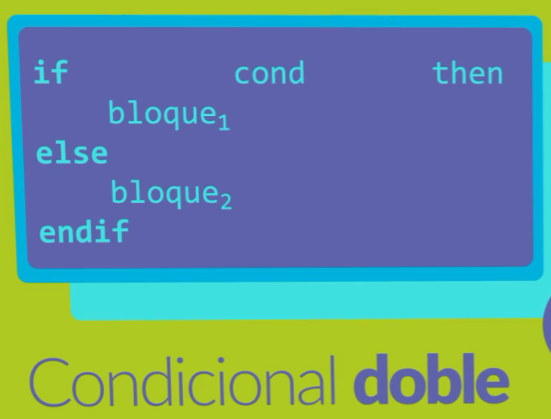 if cond then
bloque₁
else
bloque₂
endif
Condicional doble